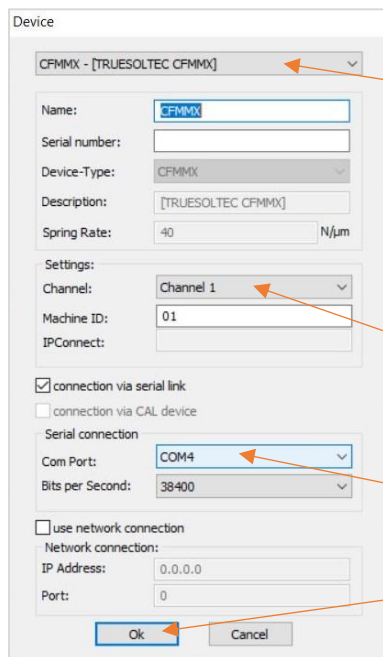 Device
CFMMX - [TRUESOLTEC CFMMX]
Name: CFMMX
Serial number:
Device-Type: CFMMX
Description: [TRUESOLTEC CFMMX]
Spring Rate: 40 N/µm
Settings:
Channel: Channel 1
Machine ID: 01
IPConnect:
connection via serial link
connection via CAL device
Serial connection
Com Port: COM4
Bits per Second: 38400
use network connection
Network connection:
IP Address: 0.0.0.0
Port: 0
Ok Cancel